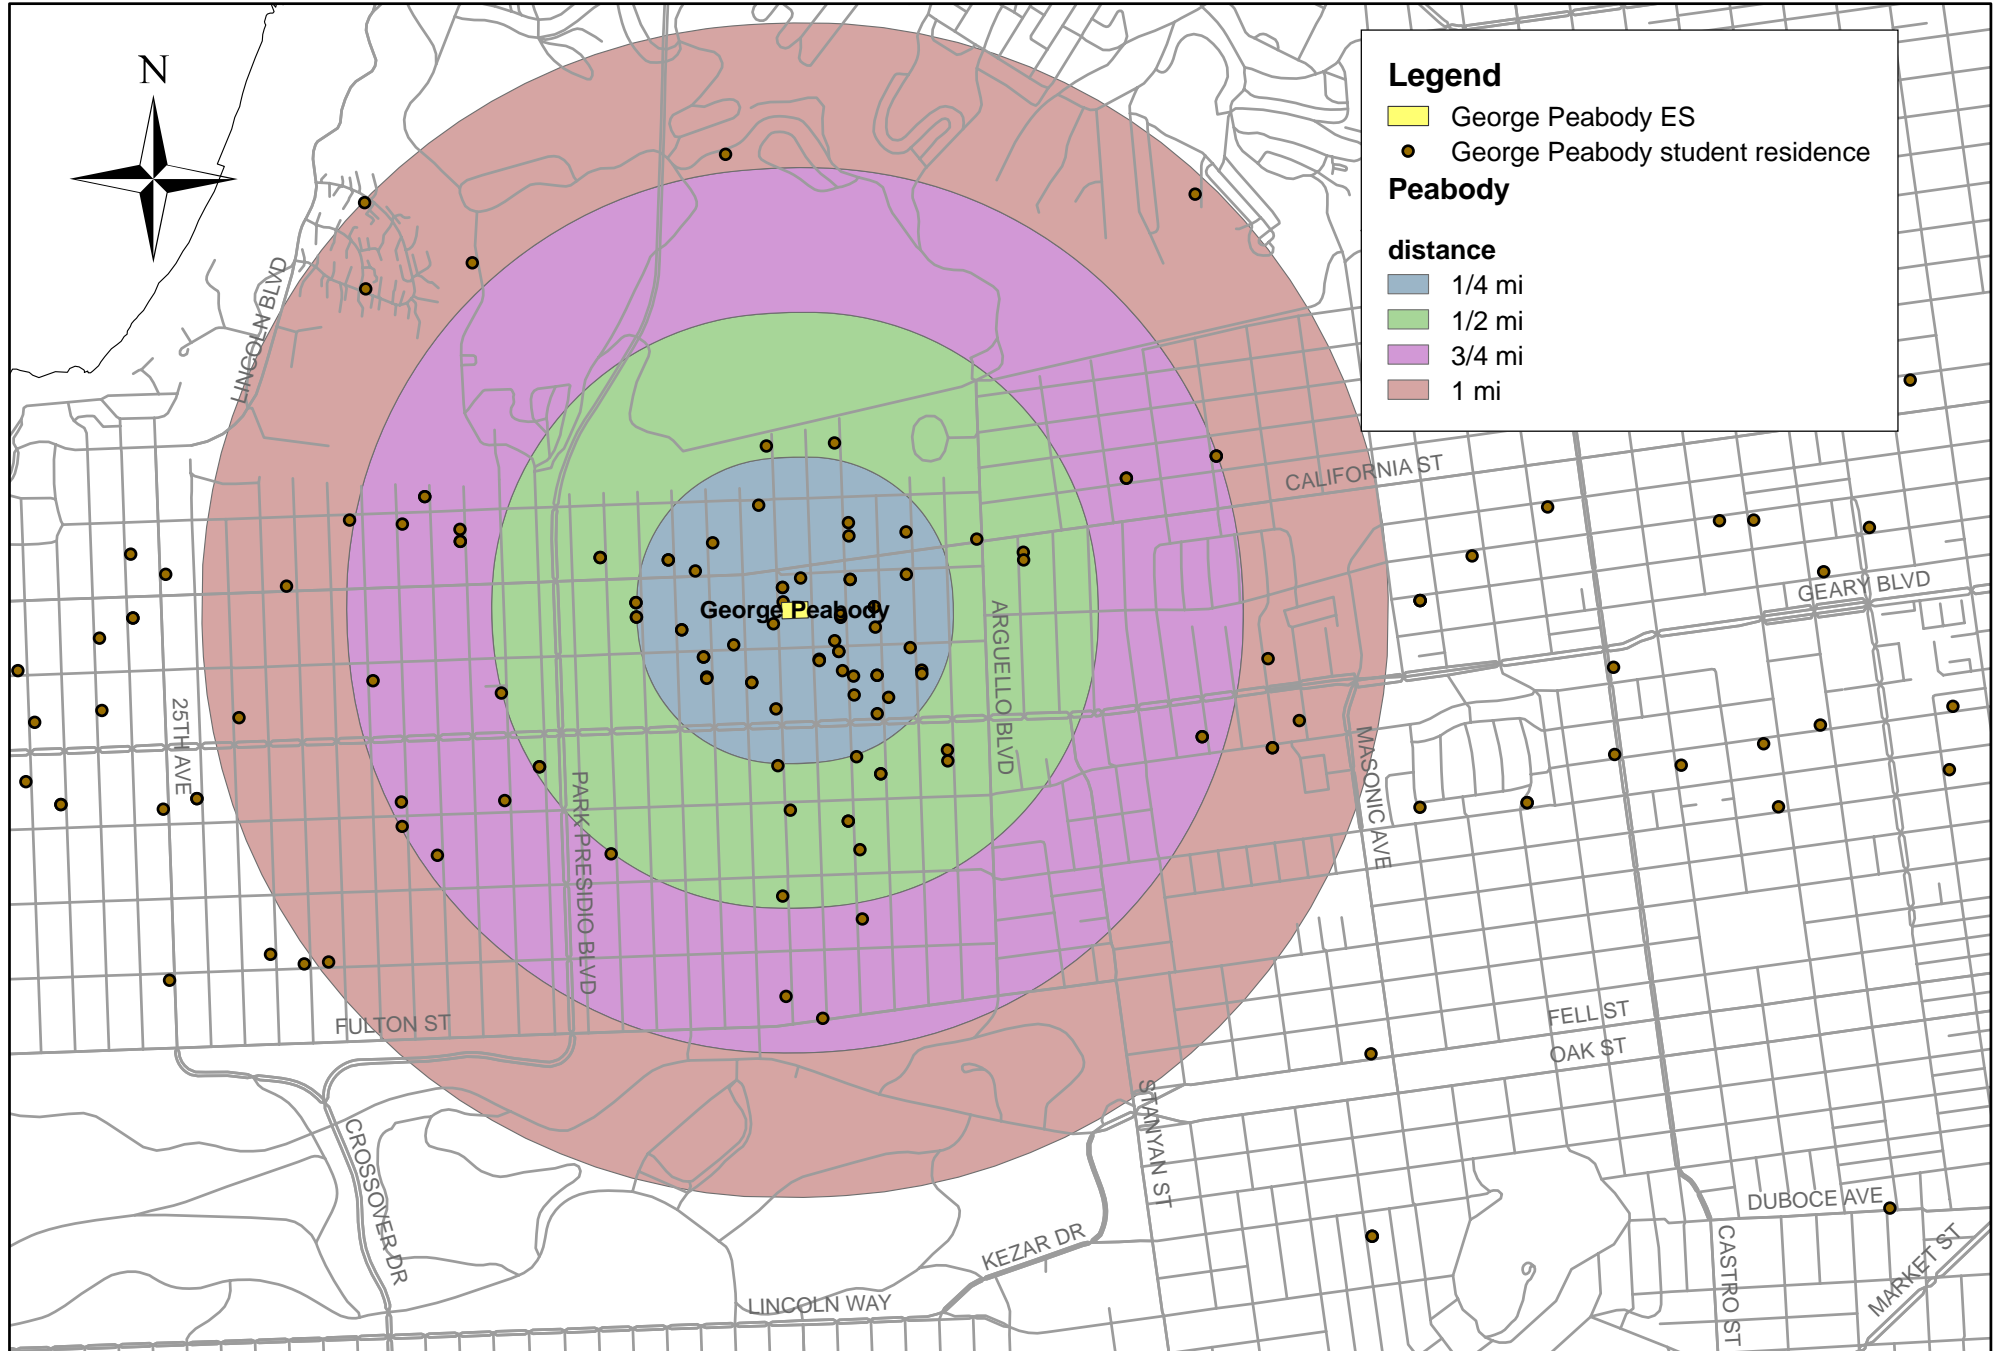 N
Legend
George Peabody ES
George Peabody student residence
Peabody
distance
1/4 mi
1/2 mi
3/4 mi
1 mi
LINCOLN BLVD
CALIFORNIA ST
GEARY BLVD
George Peabody
ARGUELLO BLVD
25TH AVE
PARK PRESIDIO BLVD
MASONIC AVE
FULTON ST
FELL ST
OAK ST
STANYAN ST
CROSSOVER DR
DUBOCE AVE
KEZAR DR
CASTRO ST
MARKET ST
LINCOLN WAY